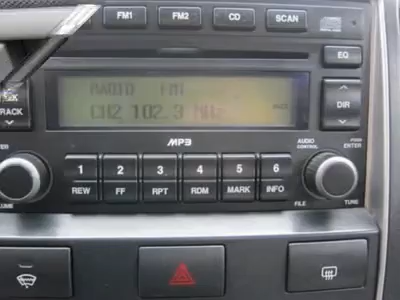 FM1 FM2 CD SCAN
EQ
RADIO FM
CH2 102.3 MHz
TRACK
DIR
MP3
AUDIO CONTROL
ENTER
1 2 3 4 5 6
REW FF RPT RDM MARK INFO
FILE TUNE